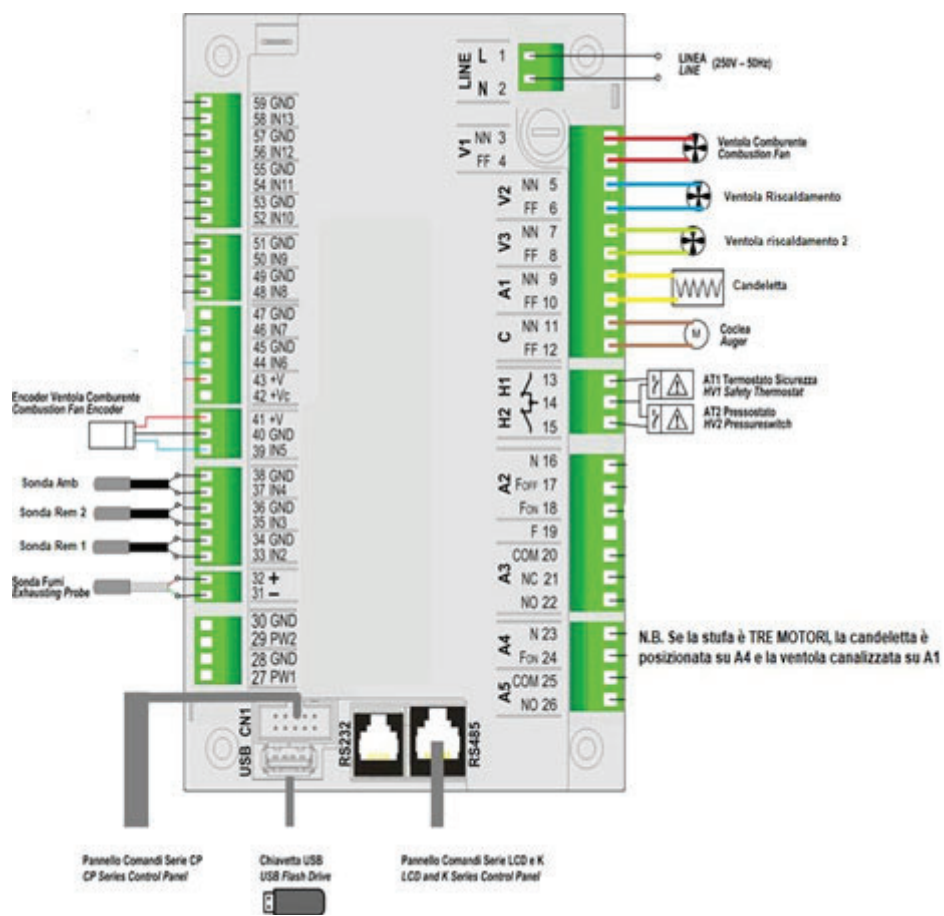 LINE
L 1
N 2
LINEA
LINE
(250V – 50Hz)
59 GND
58 IN13
57 GND
56 IN12
55 GND
54 IN11
53 GND
52 IN10
51 GND
50 IN9
49 GND
48 IN8
47 GND
46 IN7
45 GND
44 IN6
43 +V
42 +Vc
41 +V
40 GND
39 IN5
38 GND
37 IN4
36 GND
35 IN3
34 GND
33 IN2
32 +
31 –
30 GND
29 PW2
28 GND
27 PW1
Encoder Ventola Comburente
Combustion Fan Encoder
Sonda Amb
Sonda Rem 2
Sonda Rem 1
Sonda Fumi
Exhausting Probe
V1
NN 3
FF 4
V2
NN 5
FF 6
V3
NN 7
FF 8
A1
NN 9
FF 10
C
NN 11
FF 12
H1
H2
13
14
15
A2
N 16
FOFF 17
FON 18
F 19
A3
COM 20
NC 21
NO 22
A4
N 23
FON 24
A5
COM 25
NO 26
Ventola Comburente
Combustion Fan
Ventola Riscaldamento
Ventola riscaldamento 2
Candeletta
M
Coclea
Auger
AT1 Termostato Sicurezza
HV1 Safety Thermostat
AT2 Pressostato
HV2 Pressureswitch
N.B. Se la stufa è TRE MOTORI, la candeletta è
posizionata su A4 e la ventola canalizzata su A1
CN1
USB
RS232
RS485
Pannello Comandi Serie CP
CP Series Control Panel
Chiavetta USB
USB Flash Drive
Pannello Comandi Serie LCD e K
LCD and K Series Control Panel